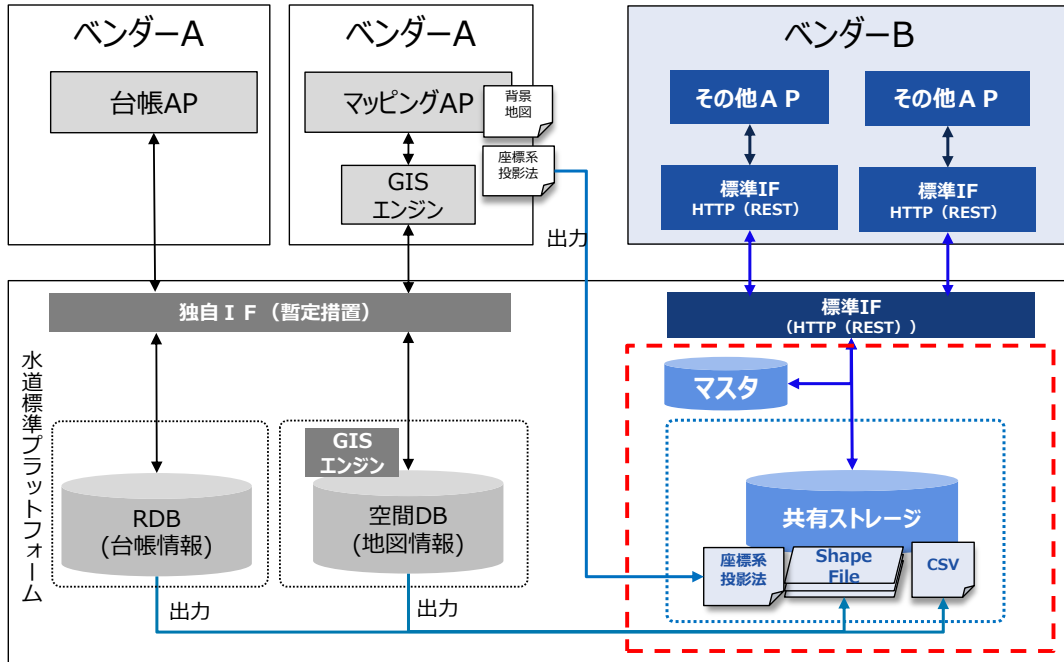 ベンダーA
台帳AP
ベンダーA
マッピングAP
背景
地図
座標系
投影法
GIS
エンジン
出力
ベンダーB
その他ＡＰ
その他ＡＰ
標準IF
HTTP（REST）
標準IF
HTTP（REST）
独自ＩＦ（暫定措置）
標準IF
（HTTP（REST））
水道標準プラットフォーム
マスタ
GIS
エンジン
RDB
(台帳情報)
空間DB
(地図情報)
共有ストレージ
座標系
投影法
Shape
File
CSV
出力
出力